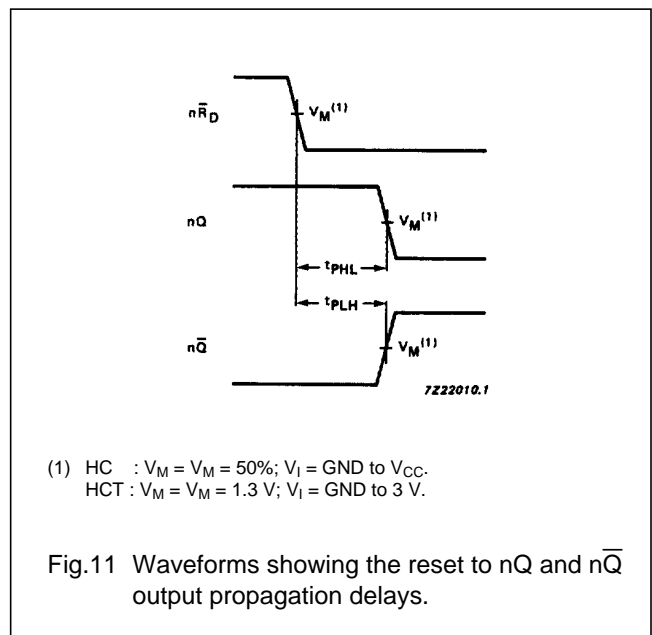 nR̅D
VM(1)
nQ
VM(1)
tPHL
tPLH
nQ̅
VM(1)
7Z22010.1
(1) HC : VM = VM = 50%; VI = GND to VCC.
HCT : VM = VM = 1.3 V; VI = GND to 3 V.
Fig.11 Waveforms showing the reset to nQ and nQ̅
output propagation delays.